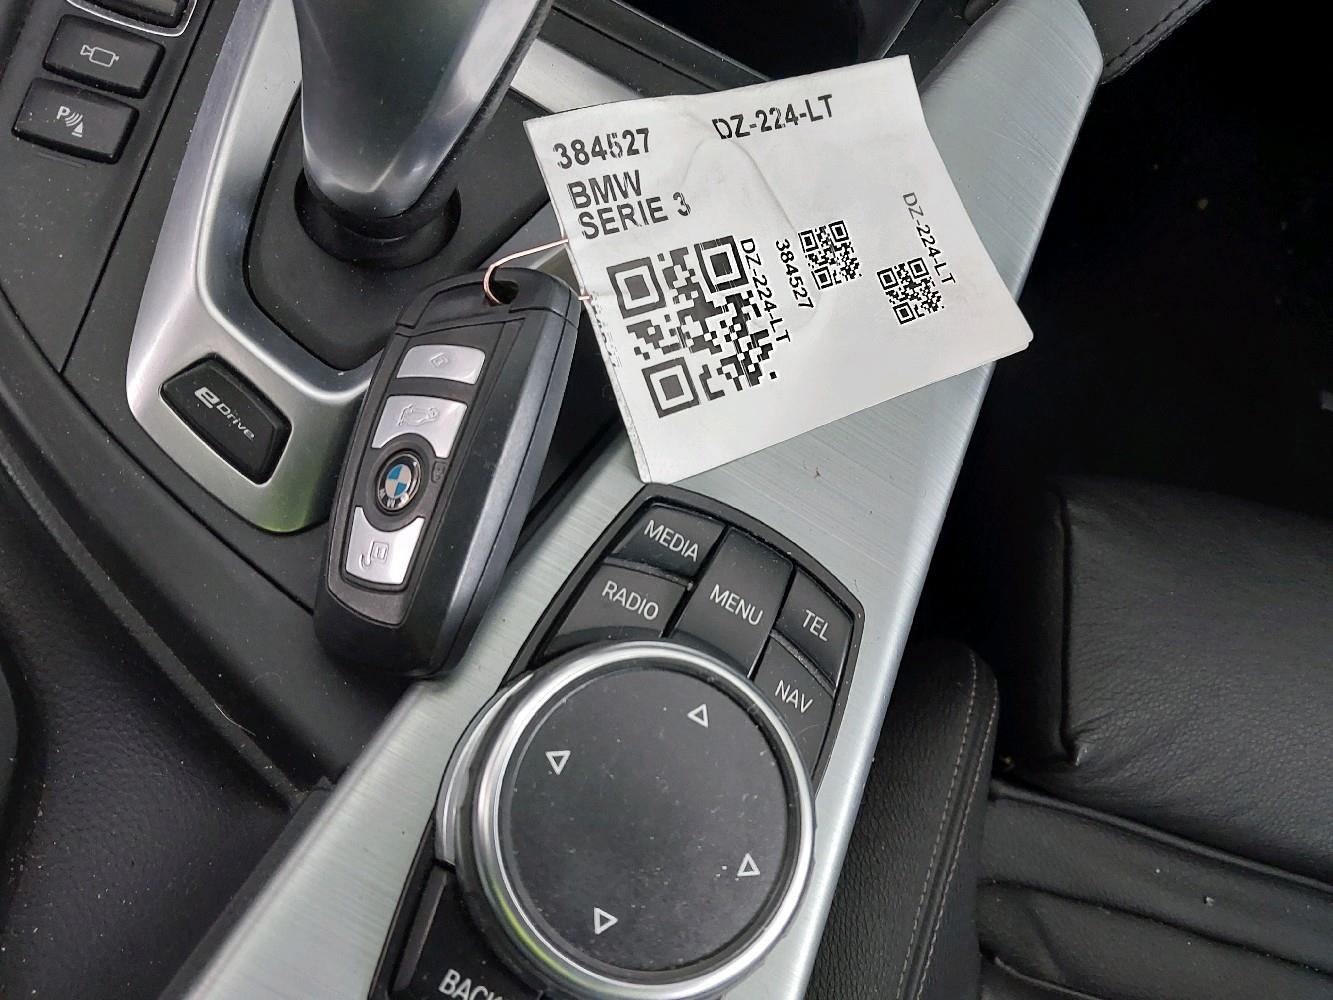 P
384527
DZ-224-LT
BMW
SERIE 3
DZ-224-LT
384527
DZ-224-LT
eDrive
BMW
MEDIA
RADIO
MENU
TEL
NAV
BACK